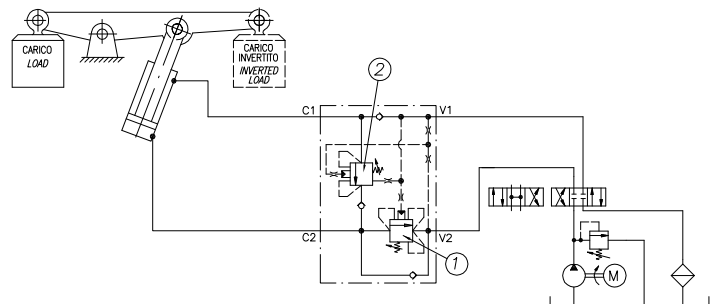 CARICO
LOAD
CARICO
INVERTITO
INVERTED
LOAD
2
C1
V1
C2
V2
1
M